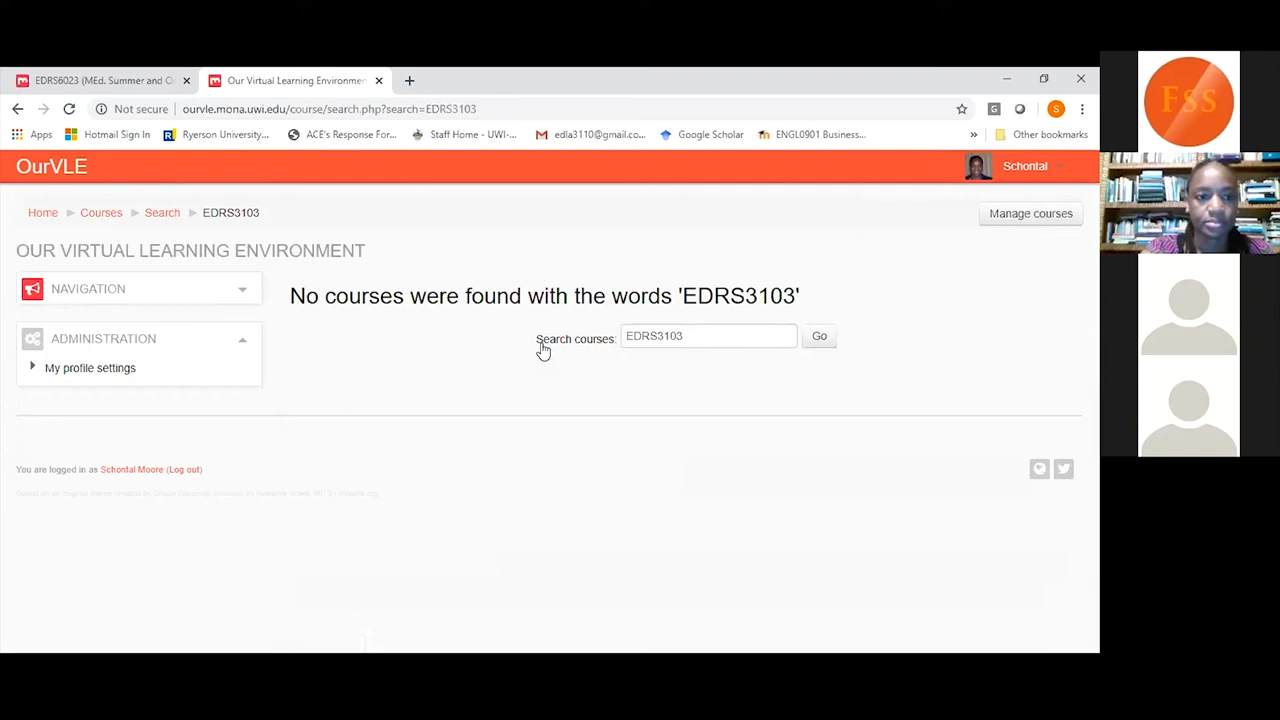 EDRS6023 (MEd. Summer and O
Our Virtual Learning Environmen
Not secure
ourvle.mona.uwi.edu/course/search.php?search=EDRS3103
S
Apps
Hotmail Sign In
Ryerson University...
ACE's Response For...
Staff Home - UWI-...
edla3110@gmail.co...
Google Scholar
ENGL0901 Business...
»
Other bookmarks
FSS
OurVLE
Schontal
Home
Courses
Search
EDRS3103
Manage courses
OUR VIRTUAL LEARNING ENVIRONMENT
NAVIGATION
No courses were found with the words 'EDRS3103'
Search courses:
EDRS3103
Go
ADMINISTRATION
My profile settings
You are logged in as Schontal Moore (Log out)